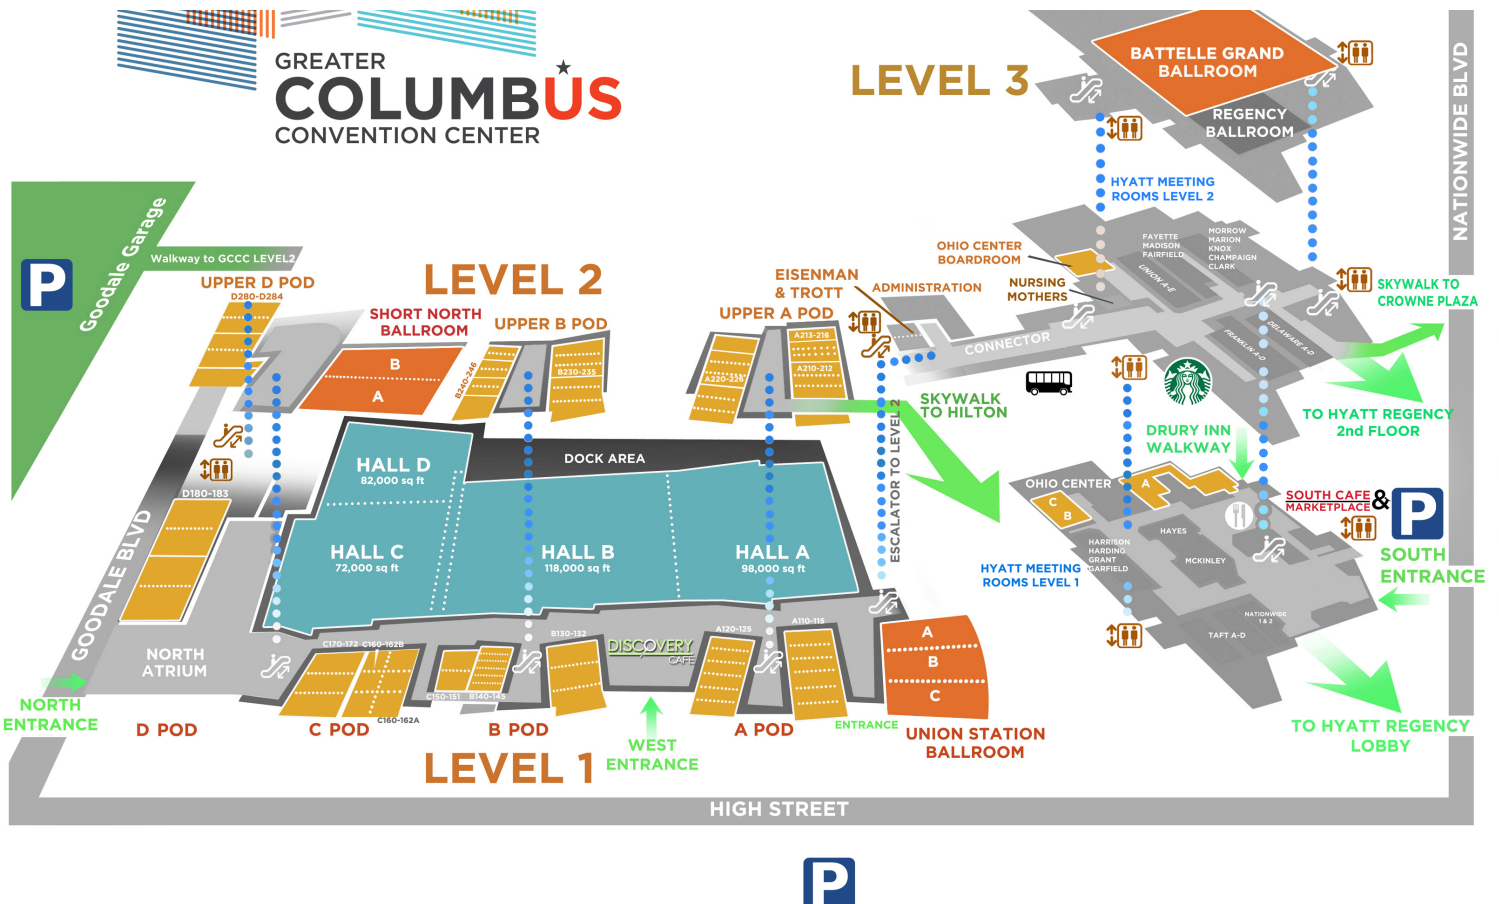 GREATER
COLUMBUS
CONVENTION CENTER
LEVEL 3
BATTELLE GRAND
BALLROOM
REGENCY
BALLROOM
NATIONWIDE BLVD
HYATT MEETING
ROOMS LEVEL 2
P
Goodale Garage
Walkway to GCCC LEVEL2
UPPER D POD
D280-D284
LEVEL 2
SHORT NORTH
BALLROOM
B
A
UPPER B POD
B240-246
B230-235
EISENMAN
& TROTT
UPPER A POD
A213-216
A210-212
A220-226
ADMINISTRATION
OHIO CENTER
BOARDROOM
NURSING
MOTHERS
FAYETTE
MADISON
FAIRFIELD
MORROW
MARION
KNOX
CHAMPAIGN
CLARK
UNION A-E
FRANKLIN A-D
DELAWARE A-D
CONNECTOR
SKYWALK TO
CROWNE PLAZA
SKYWALK
TO HILTON
TO HYATT REGENCY
2nd FLOOR
DRURY INN
WALKWAY
ESCALATOR TO LEVEL 2
DOCK AREA
HALL D
82,000 sq ft
HALL C
72,000 sq ft
HALL B
118,000 sq ft
HALL A
98,000 sq ft
D180-183
GOODALE BLVD
OHIO CENTER
C
B
A
SOUTH CAFE
MARKETPLACE
&
P
SOUTH
ENTRANCE
HAYES
MCKINLEY
HARRISON
HARDING
GRANT
GARFIELD
HYATT MEETING
ROOMS LEVEL 1
NATIONWIDE
1 & 2
TAFT A-D
NORTH
ATRIUM
NORTH
ENTRANCE
C170-172
C160-162B
C160-162A
C150-151
B140-145
B130-132
DISCOVERY
CAFE
A120-125
A110-115
A
B
C
D POD
C POD
B POD
A POD
ENTRANCE
WEST
ENTRANCE
UNION STATION
BALLROOM
TO HYATT REGENCY
LOBBY
LEVEL 1
HIGH STREET
P